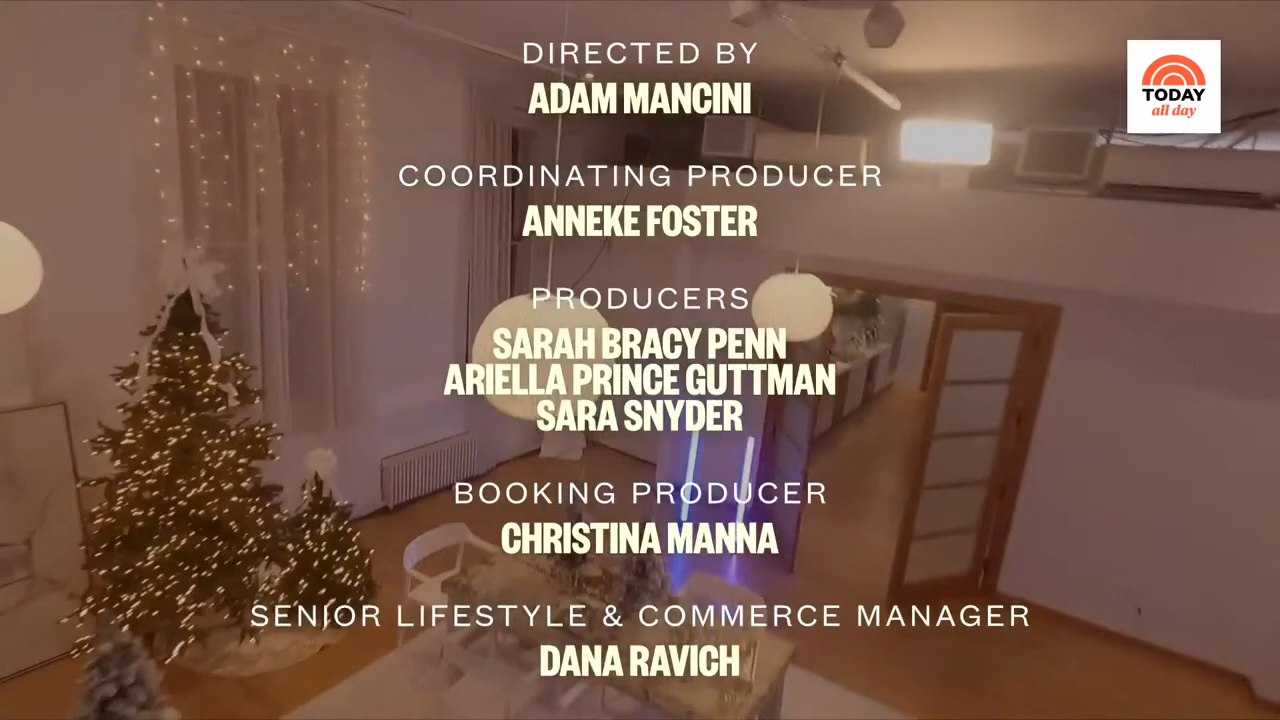 DIRECTED BY
ADAM MANCINI
COORDINATING PRODUCER
ANNEKE FOSTER
PRODUCERS
SARAH BRACY PENN
ARIELLA PRINCE GUTTMAN
SARA SNYDER
BOOKING PRODUCER
CHRISTINA MANNA
SENIOR LIFESTYLE & COMMERCE MANAGER
DANA RAVICH
TODAY
all day